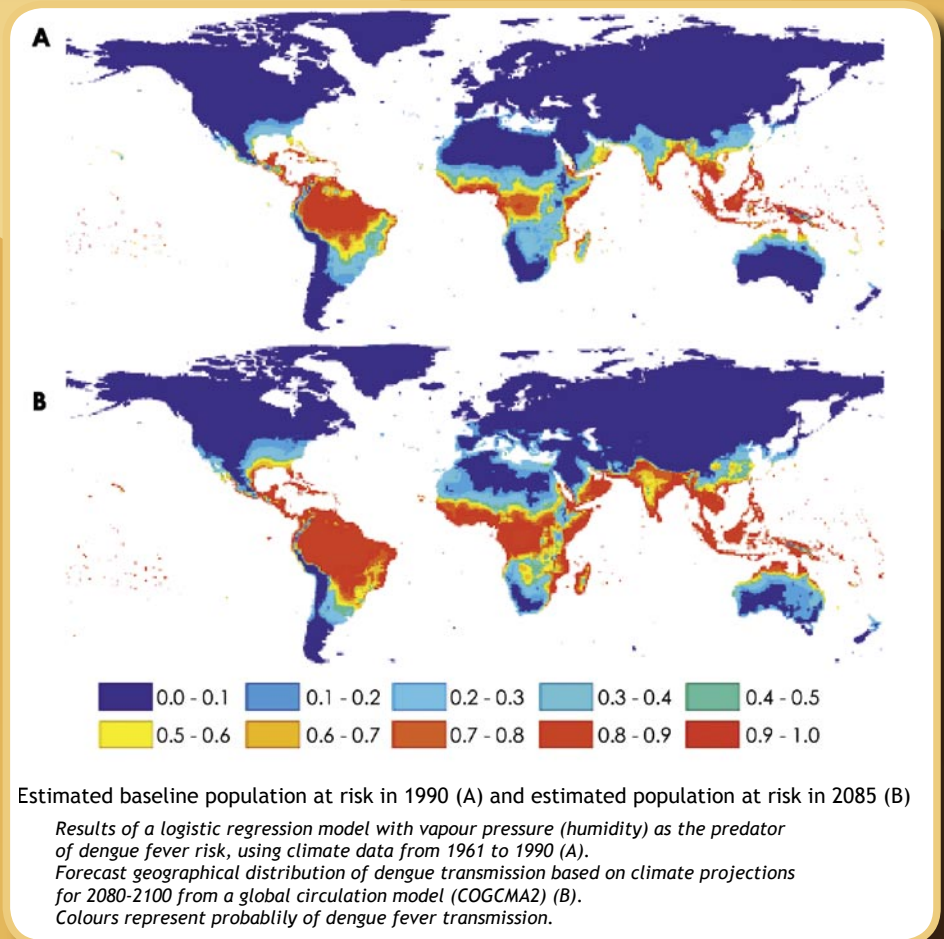 A
B
0.0 - 0.1 0.1 - 0.2 0.2 - 0.3 0.3 - 0.4 0.4 - 0.5
0.5 - 0.6 0.6 - 0.7 0.7 - 0.8 0.8 - 0.9 0.9 - 1.0
Estimated baseline population at risk in 1990 (A) and estimated population at risk in 2085 (B)
Results of a logistic regression model with vapour pressure (humidity) as the predator
of dengue fever risk, using climate data from 1961 to 1990 (A).
Forecast geographical distribution of dengue transmission based on climate projections
for 2080-2100 from a global circulation model (COGCMA2) (B).
Colours represent probablily of dengue fever transmission.